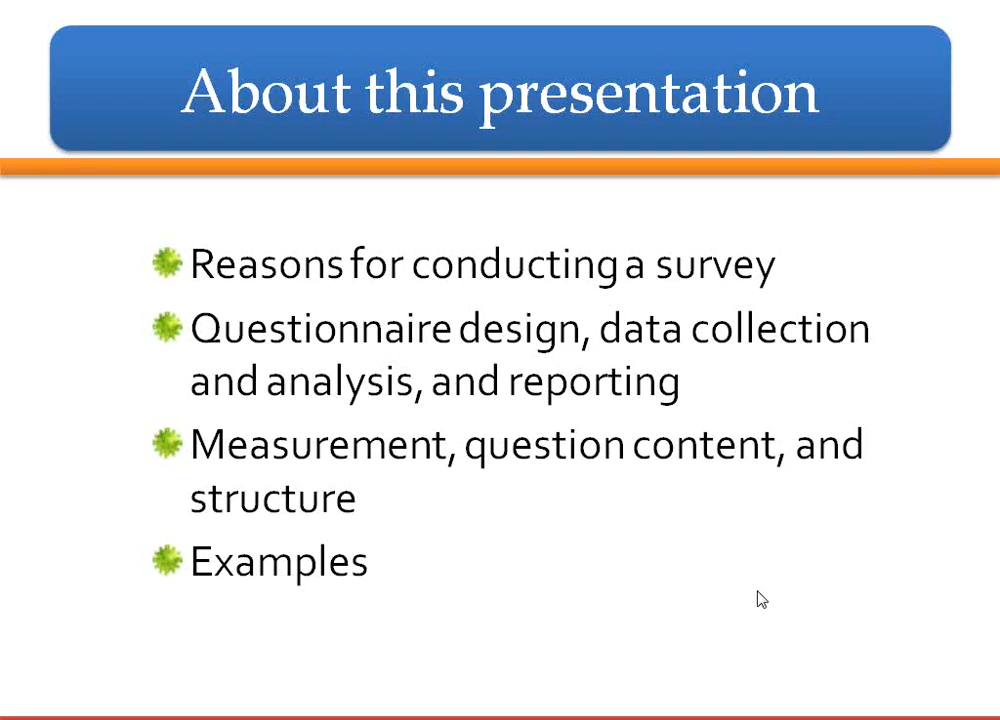 About this presentation
Reasons for conducting a survey
Questionnaire design, data collection
and analysis, and reporting
Measurement, question content, and
structure
Examples